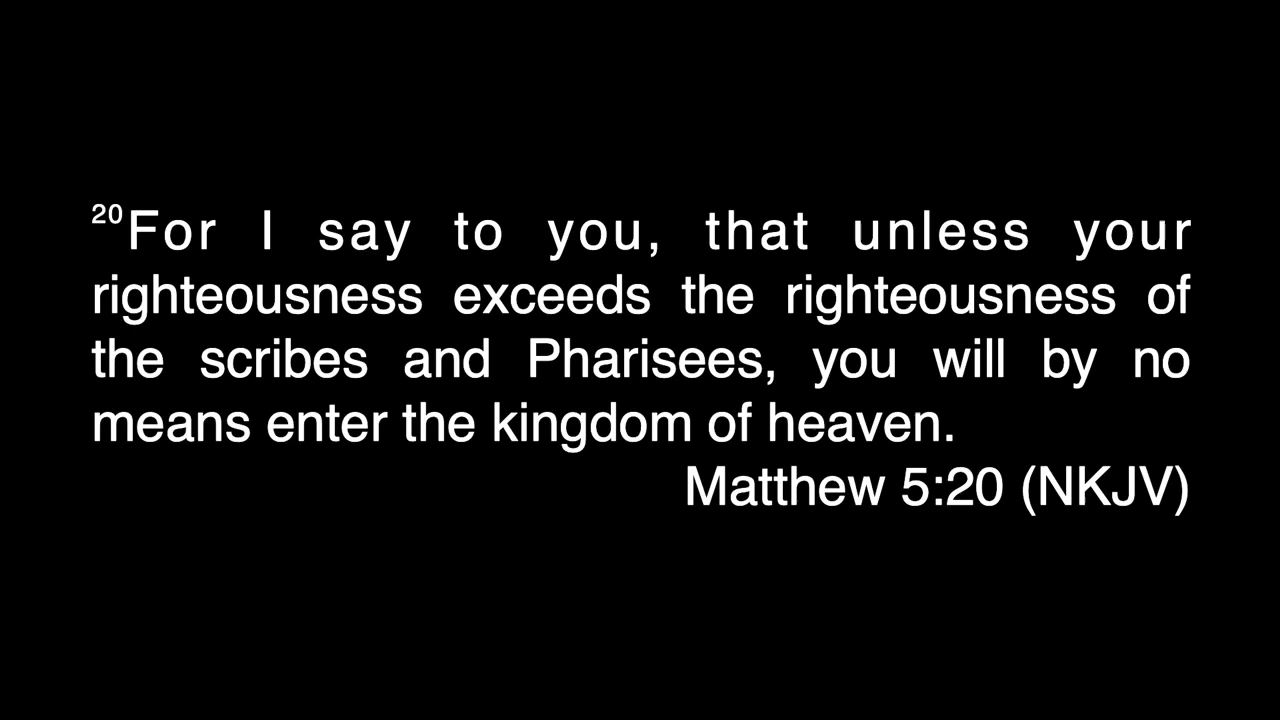 20For I say to you, that unless your
righteousness exceeds the righteousness of
the scribes and Pharisees, you will by no
means enter the kingdom of heaven.
Matthew 5:20 (NKJV)